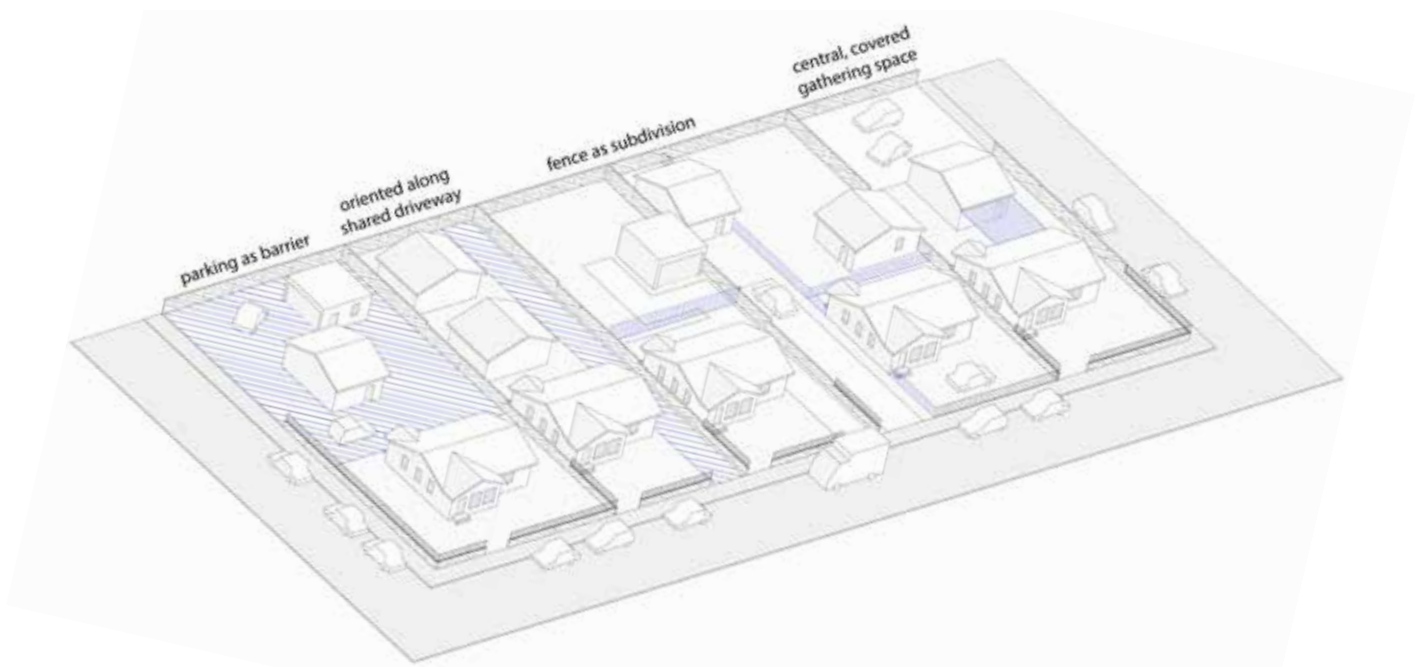 parking as barrier
oriented along
shared driveway
fence as subdivision
central, covered
gathering space